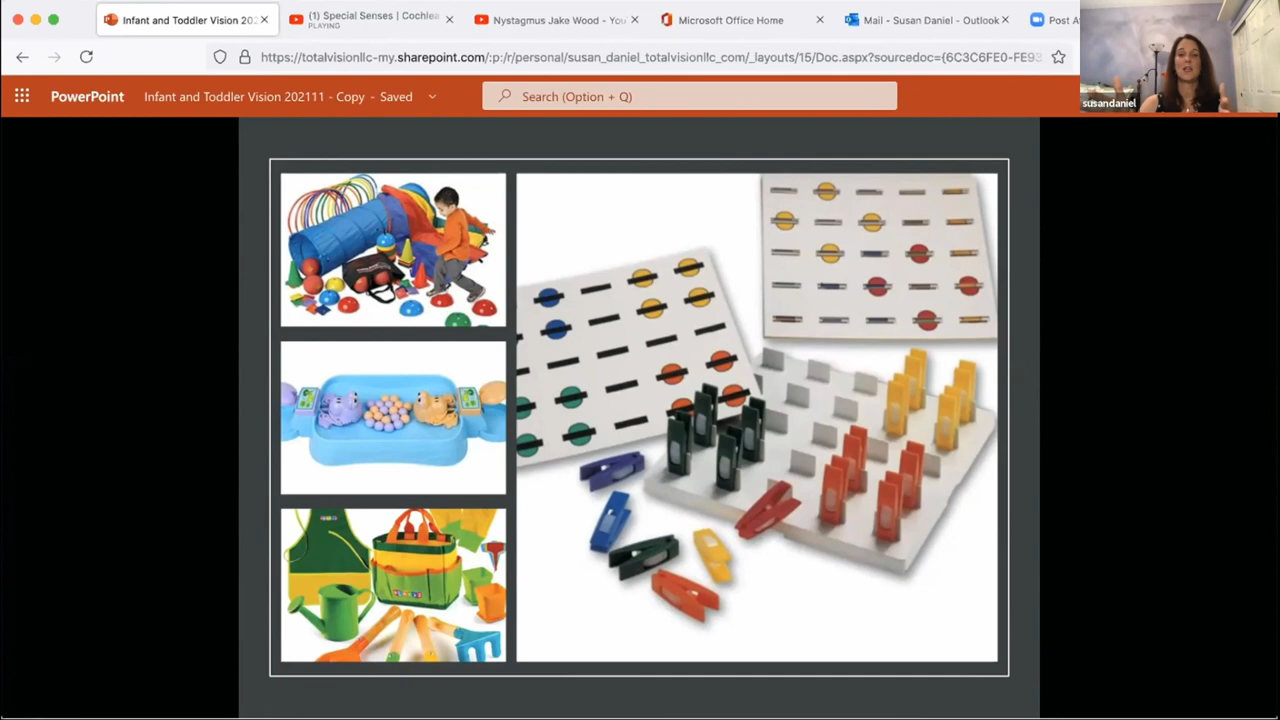 Infant and Toddler Vision 202
(1) Special Senses | Cochlea
PLAYING
Nystagmus Jake Wood - You
Microsoft Office Home
Mail - Susan Daniel - Outlook
Post A
https://totalvisionllc-my.sharepoint.com/:p:r/personal/susan_daniel_totalvisionllc_com/_layouts/15/Doc.aspx?sourcedoc={6C3C6FE0-FE93
PowerPoint
Infant and Toddler Vision 202111 - Copy - Saved
Search (Option + Q)
susandaniel